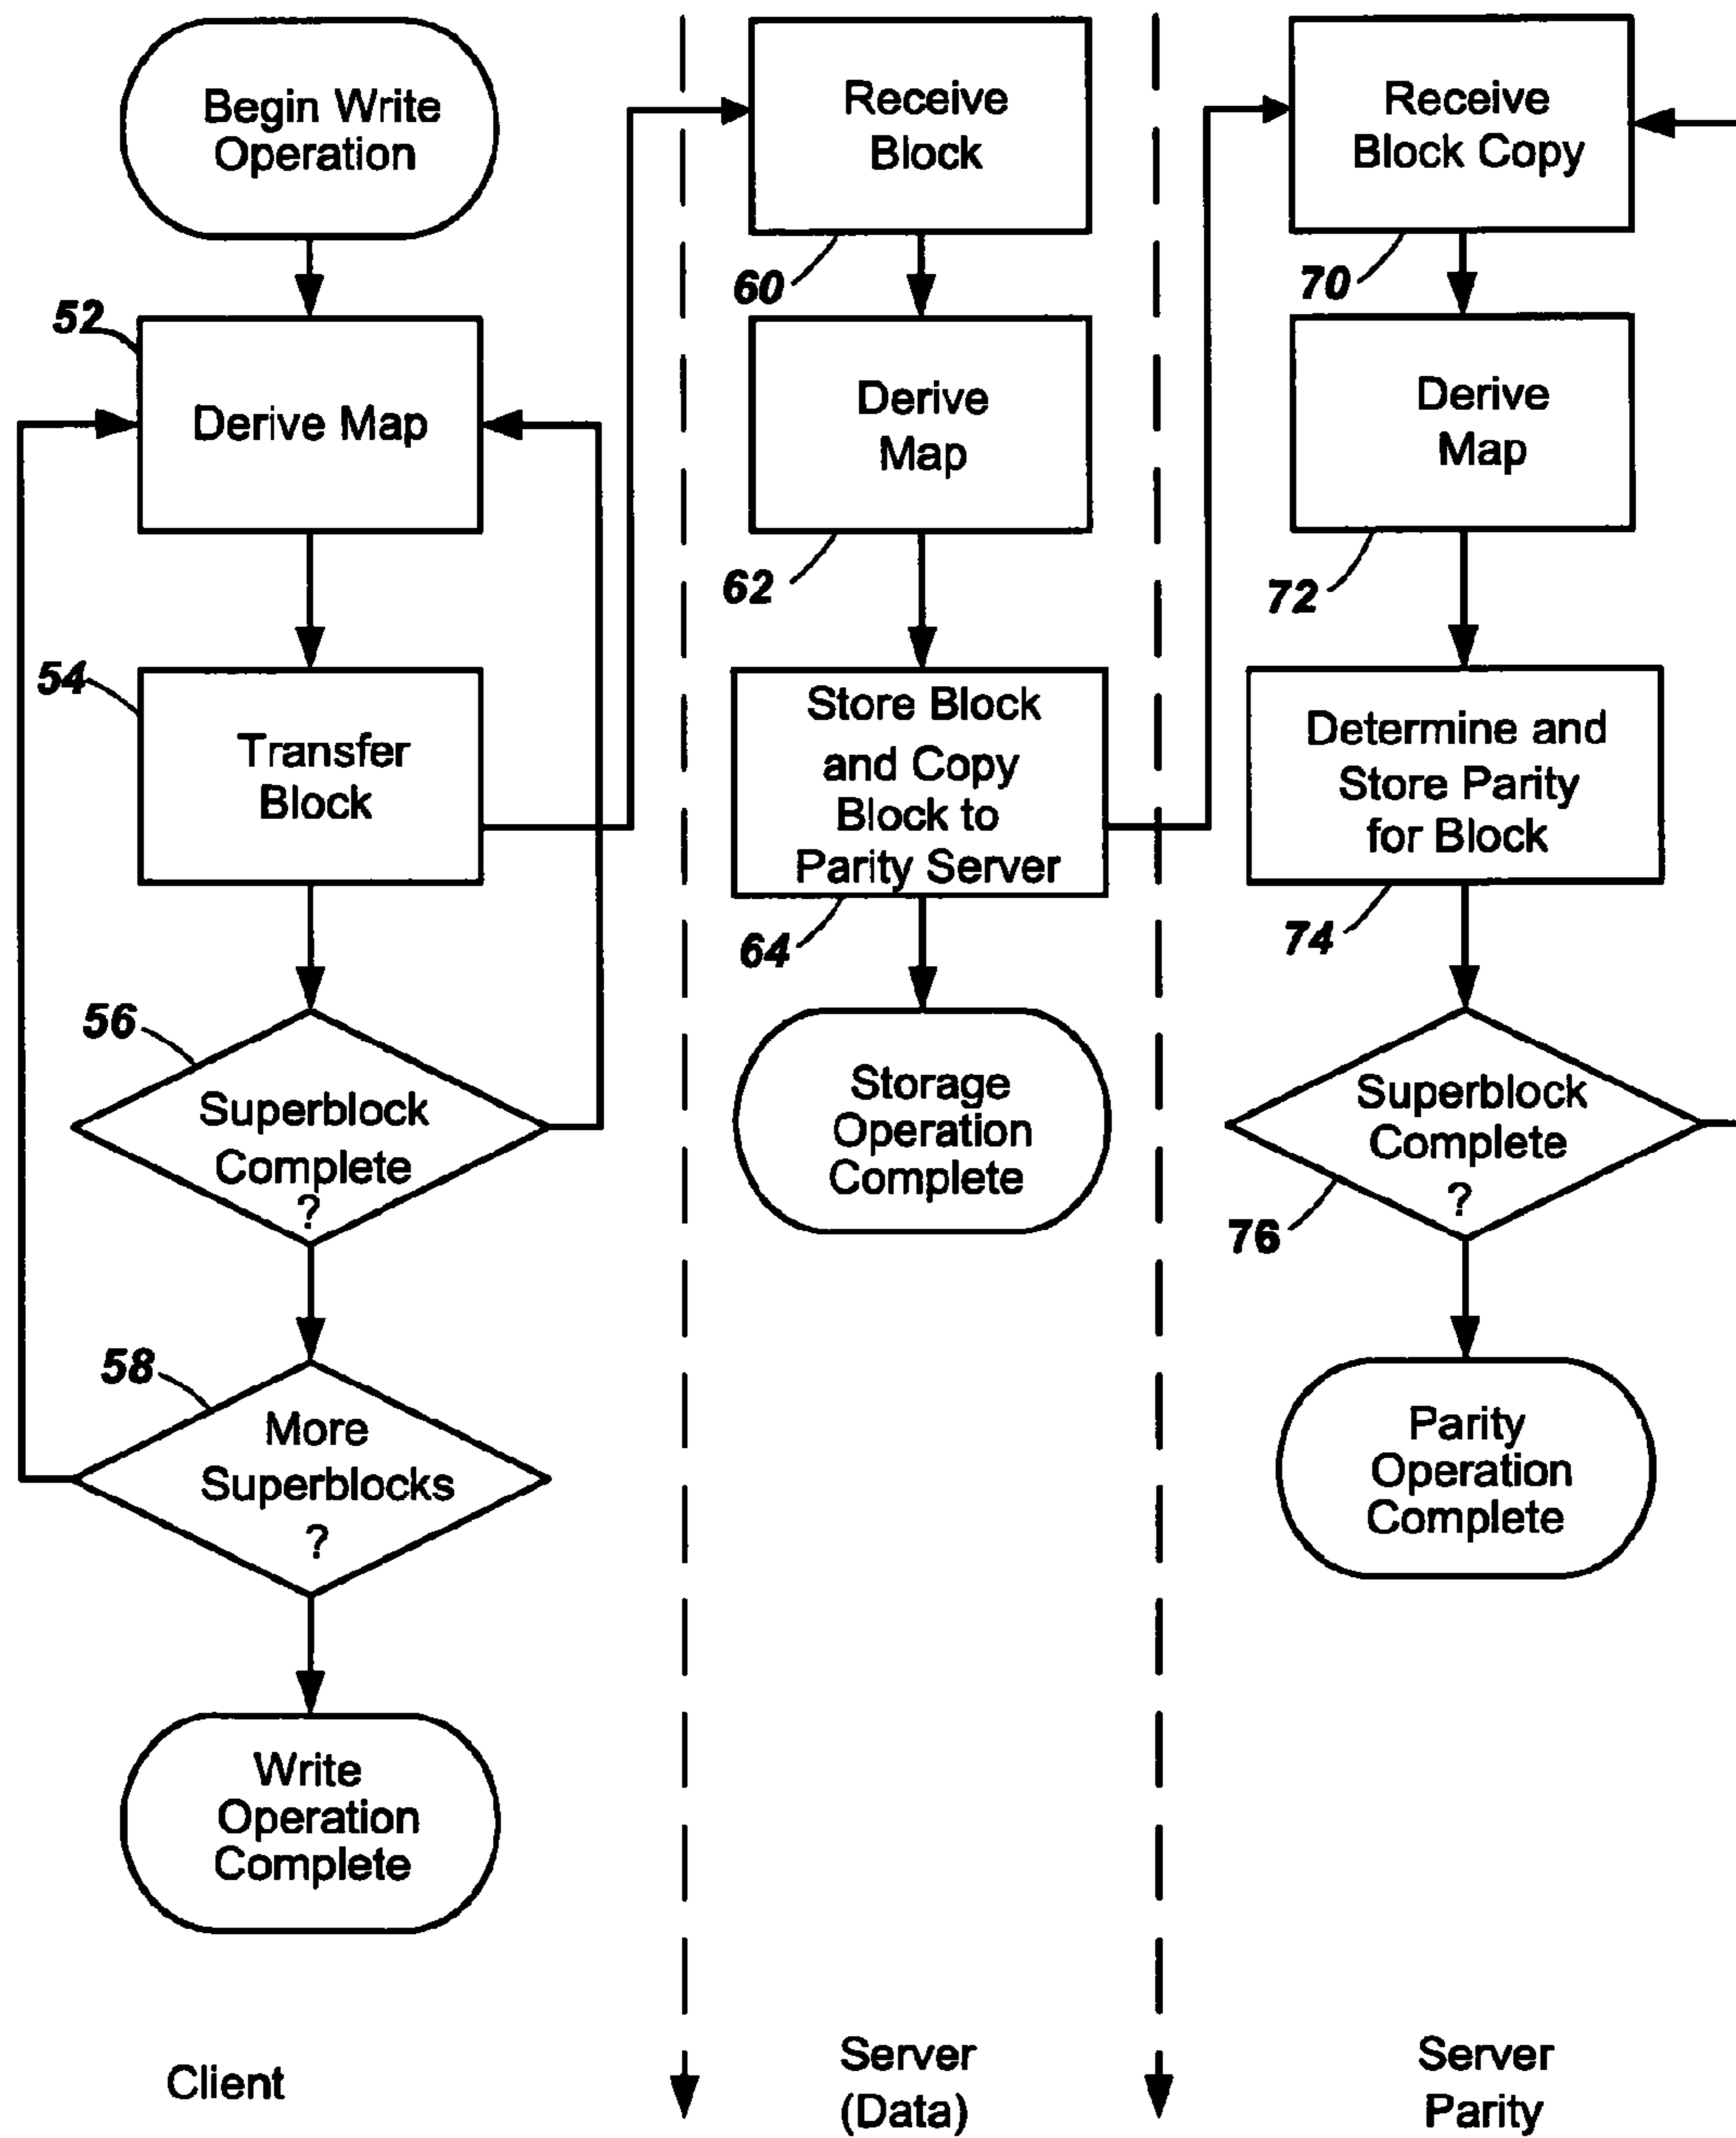 Begin Write
Operation
52
Derive Map
54
Transfer
Block
56
Superblock
Complete
?
58
More
Superblocks
?
Write
Operation
Complete
Client
Receive
Block
60
Derive
Map
62
Store Block
and Copy
Block to
Parity Server
64
Storage
Operation
Complete
Server
(Data)
Receive
Block Copy
70
Derive
Map
72
Determine and
Store Parity
for Block
74
Superblock
Complete
?
76
Parity
Operation
Complete
Server
Parity